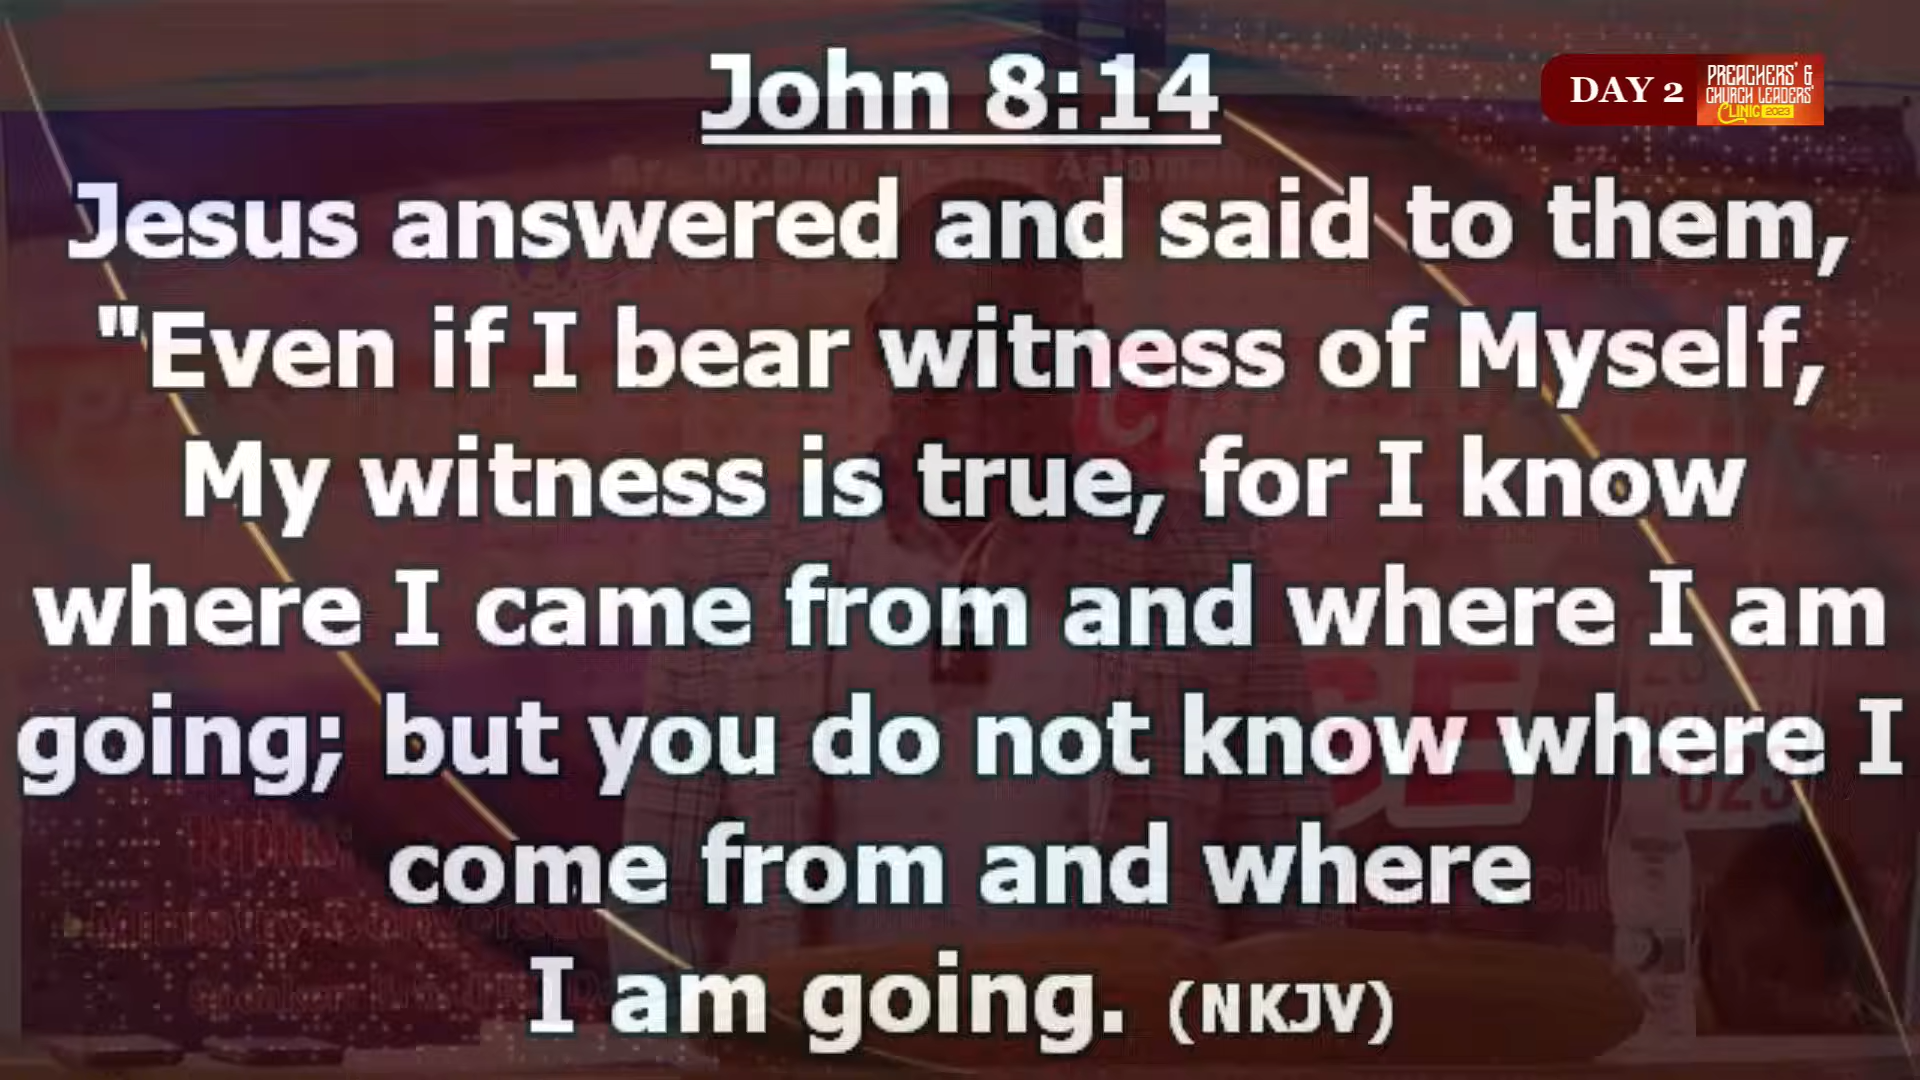 John 8:14
DAY 2
PREACHERS' &
CHURCH LEADERS'
CLINIC 2023
Jesus answered and said to them,
"Even if I bear witness of Myself,
My witness is true, for I know
where I came from and where I am
going; but you do not know where I
come from and where
I am going. (NKJV)